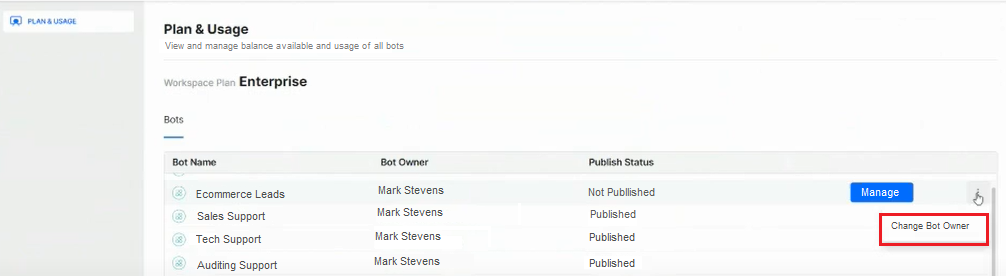 PLAN & USAGE
Plan & Usage
View and manage balance available and usage of all bots
Workspace Plan Enterprise
Bots
Bot Name Bot Owner Publish Status
Ecommerce Leads Mark Stevens Not Published Manage
Sales Support Mark Stevens Published
Change Bot Owner
Tech Support Mark Stevens Published
Auditing Support Mark Stevens Published